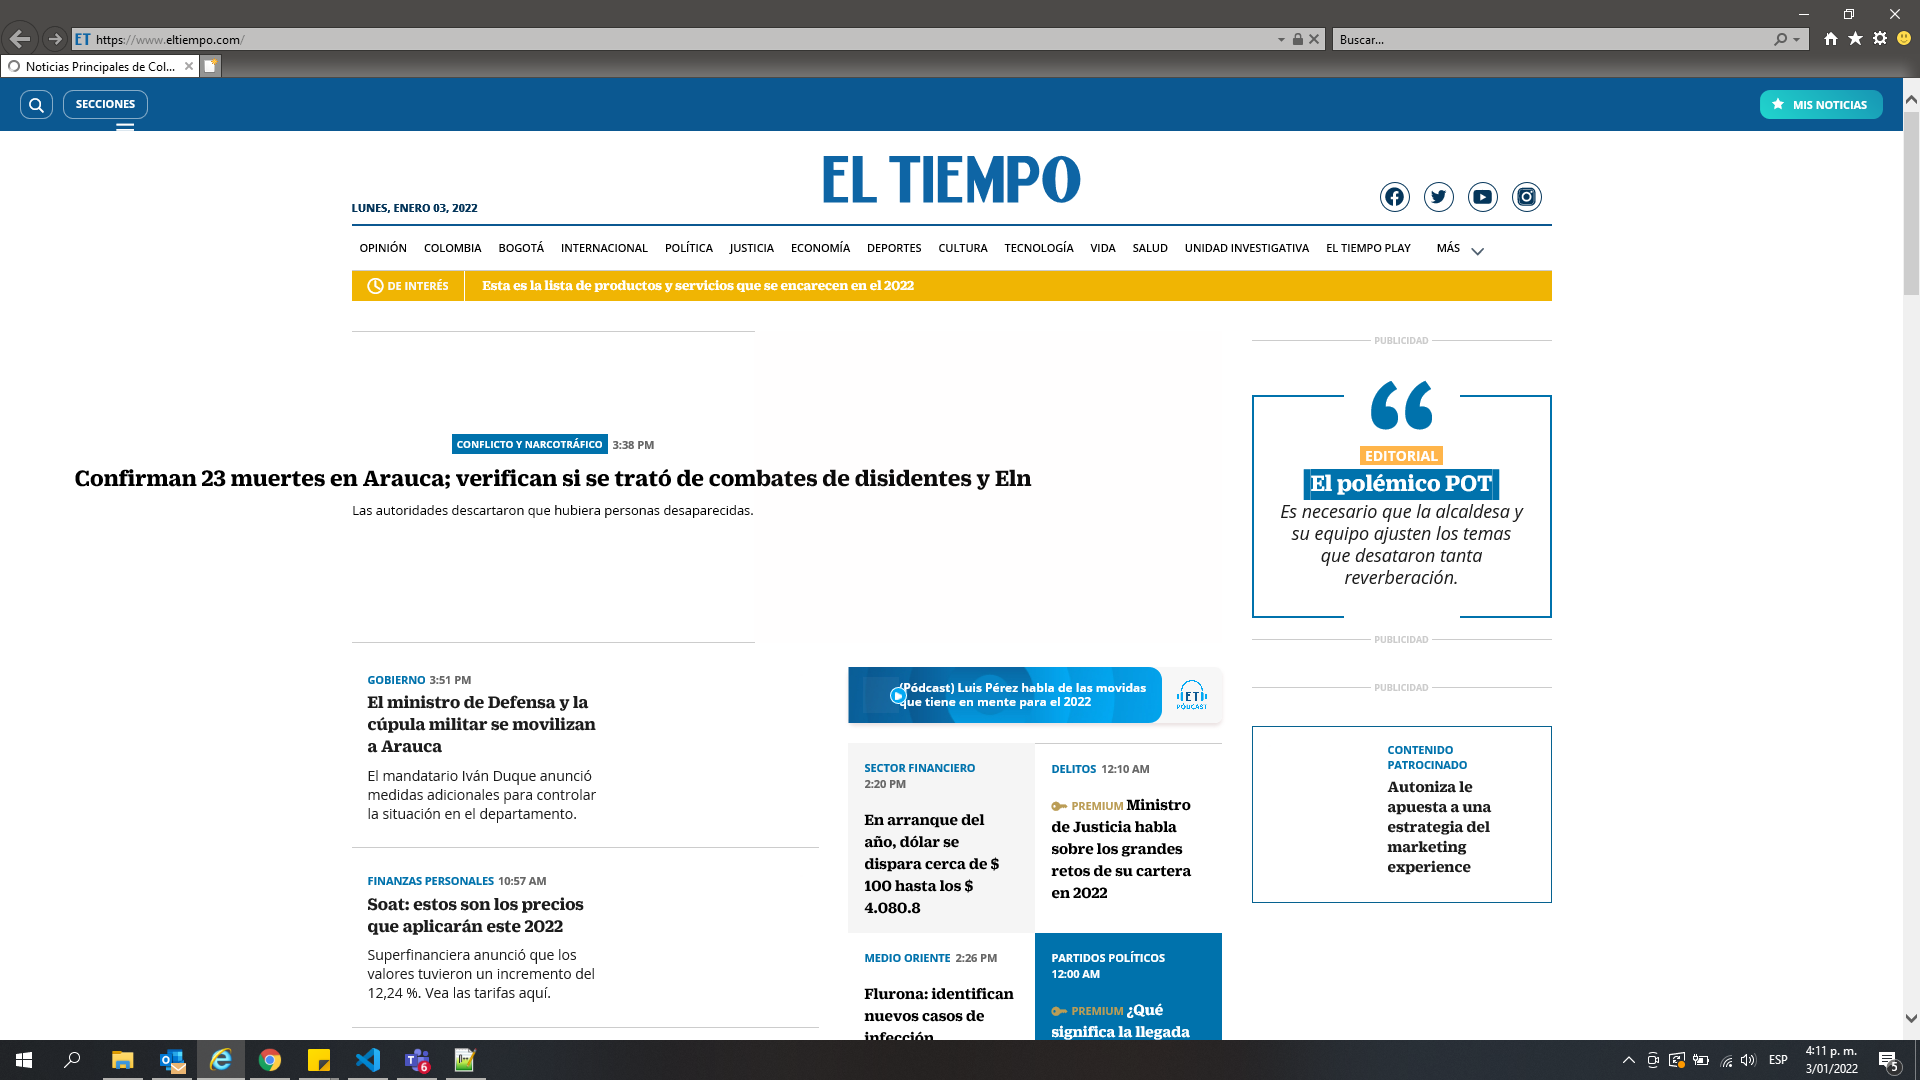 ET https://www.eltiempo.com/
Buscar...
Noticias Principales de Col...
SECCIONES
MIS NOTICIAS
EL TIEMPO
LUNES, ENERO 03, 2022
OPINIÓN COLOMBIA BOGOTÁ INTERNACIONAL POLÍTICA JUSTICIA ECONOMÍA DEPORTES CULTURA TECNOLOGÍA VIDA SALUD UNIDAD INVESTIGATIVA EL TIEMPO PLAY MÁS
DE INTERÉS Esta es la lista de productos y servicios que se encarecen en el 2022
CONFLICTO Y NARCOTRÁFICO 3:38 PM
Confirman 23 muertes en Arauca; verifican si se trató de combates de disidentes y Eln
Las autoridades descartaron que hubiera personas desaparecidas.
PUBLICIDAD
EDITORIAL
El polémico POT
Es necesario que la alcaldesa y
su equipo ajusten los temas
que desataron tanta
reverberación.
PUBLICIDAD
PUBLICIDAD
GOBIERNO 3:51 PM
El ministro de Defensa y la
cúpula militar se movilizan
a Arauca
El mandatario Iván Duque anunció
medidas adicionales para controlar
la situación en el departamento.
FINANZAS PERSONALES 10:57 AM
Soat: estos son los precios
que aplicarán este 2022
Superfinanciera anunció que los
valores tuvieron un incremento del
12,24 %. Vea las tarifas aquí.
(Pódcast) Luis Pérez habla de las movidas
que tiene en mente para el 2022
ET
PÓDCAST
SECTOR FINANCIERO
2:20 PM
En arranque del
año, dólar se
dispara cerca de $
100 hasta los $
4.080.8
DELITOS 12:10 AM
PREMIUM Ministro
de Justicia habla
sobre los grandes
retos de su cartera
en 2022
MEDIO ORIENTE 2:26 PM
Flurona: identifican
nuevos casos de
infección
PARTIDOS POLÍTICOS
12:00 AM
PREMIUM ¿Qué
significa la llegada
CONTENIDO
PATROCINADO
Autoniza le
apuesta a una
estrategia del
marketing
experience
6
ESP
4:11 p. m.
3/01/2022
5